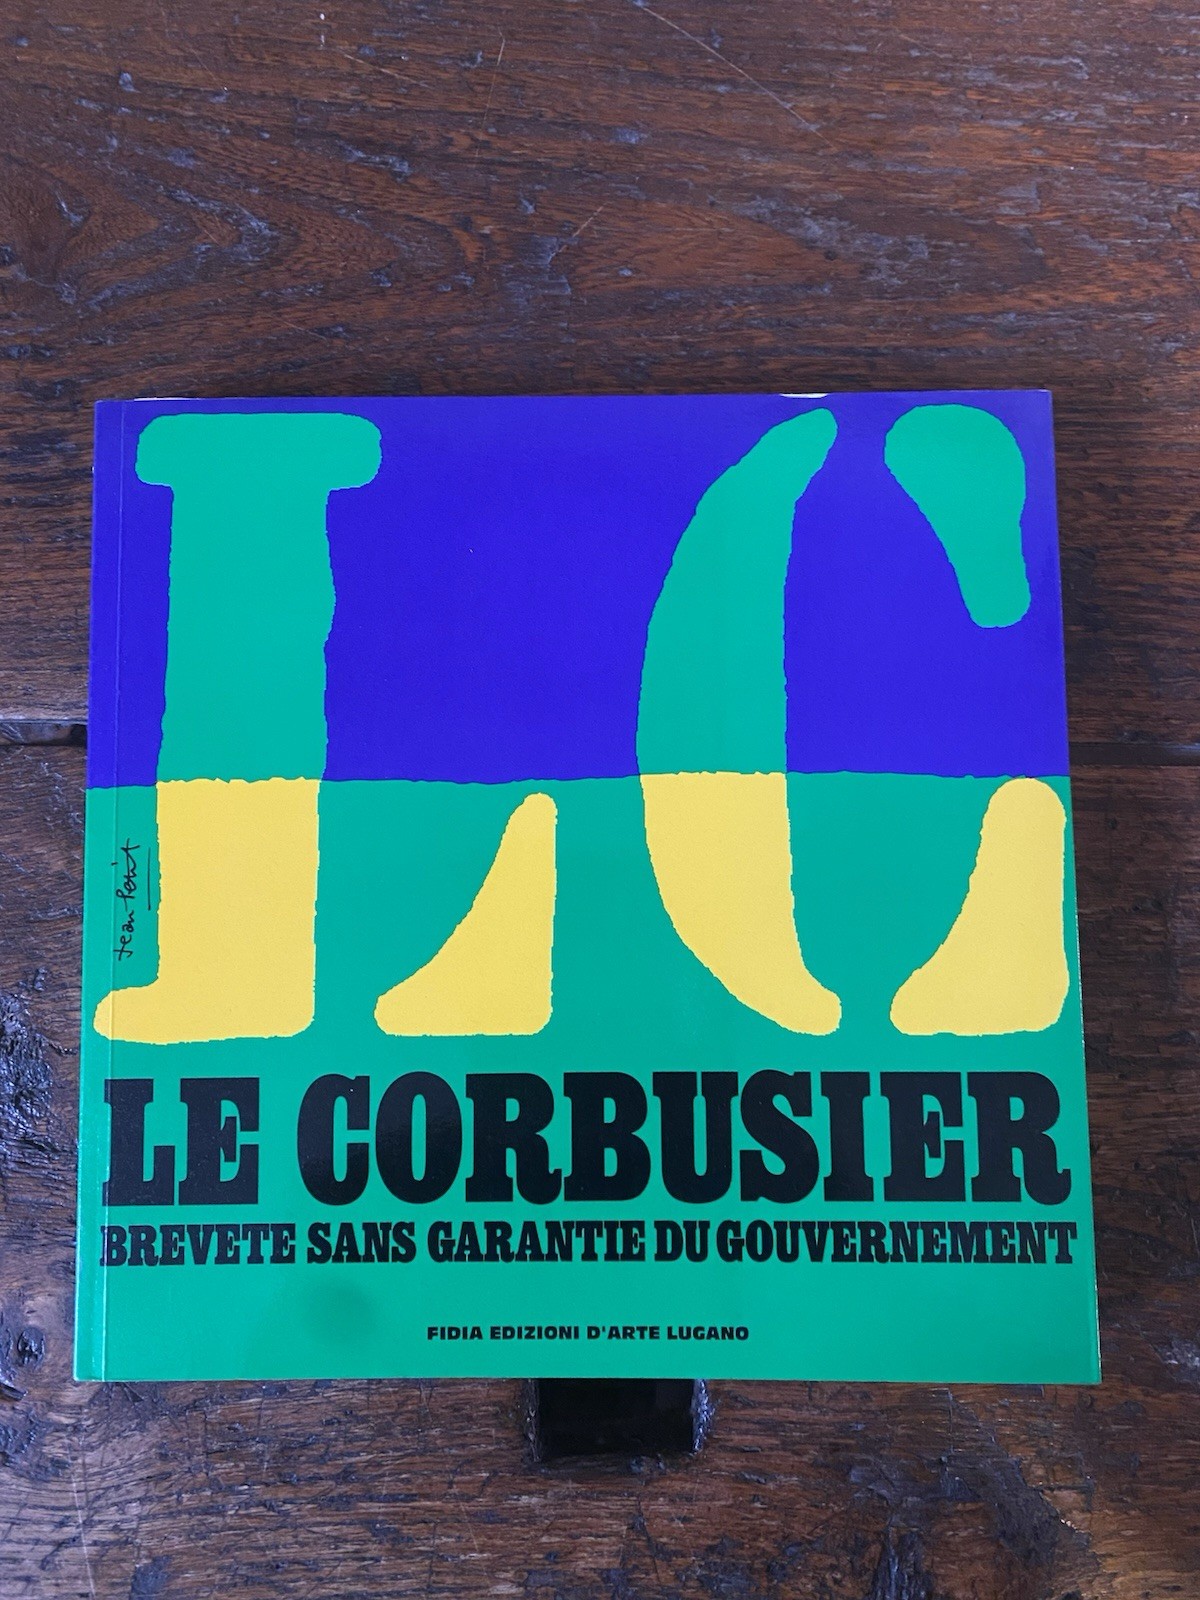 LC
Jean Petit
LE CORBUSIER
BREVETE SANS GARANTIE DU GOUVERNEMENT
FIDIA EDIZIONI D'ARTE LUGANO